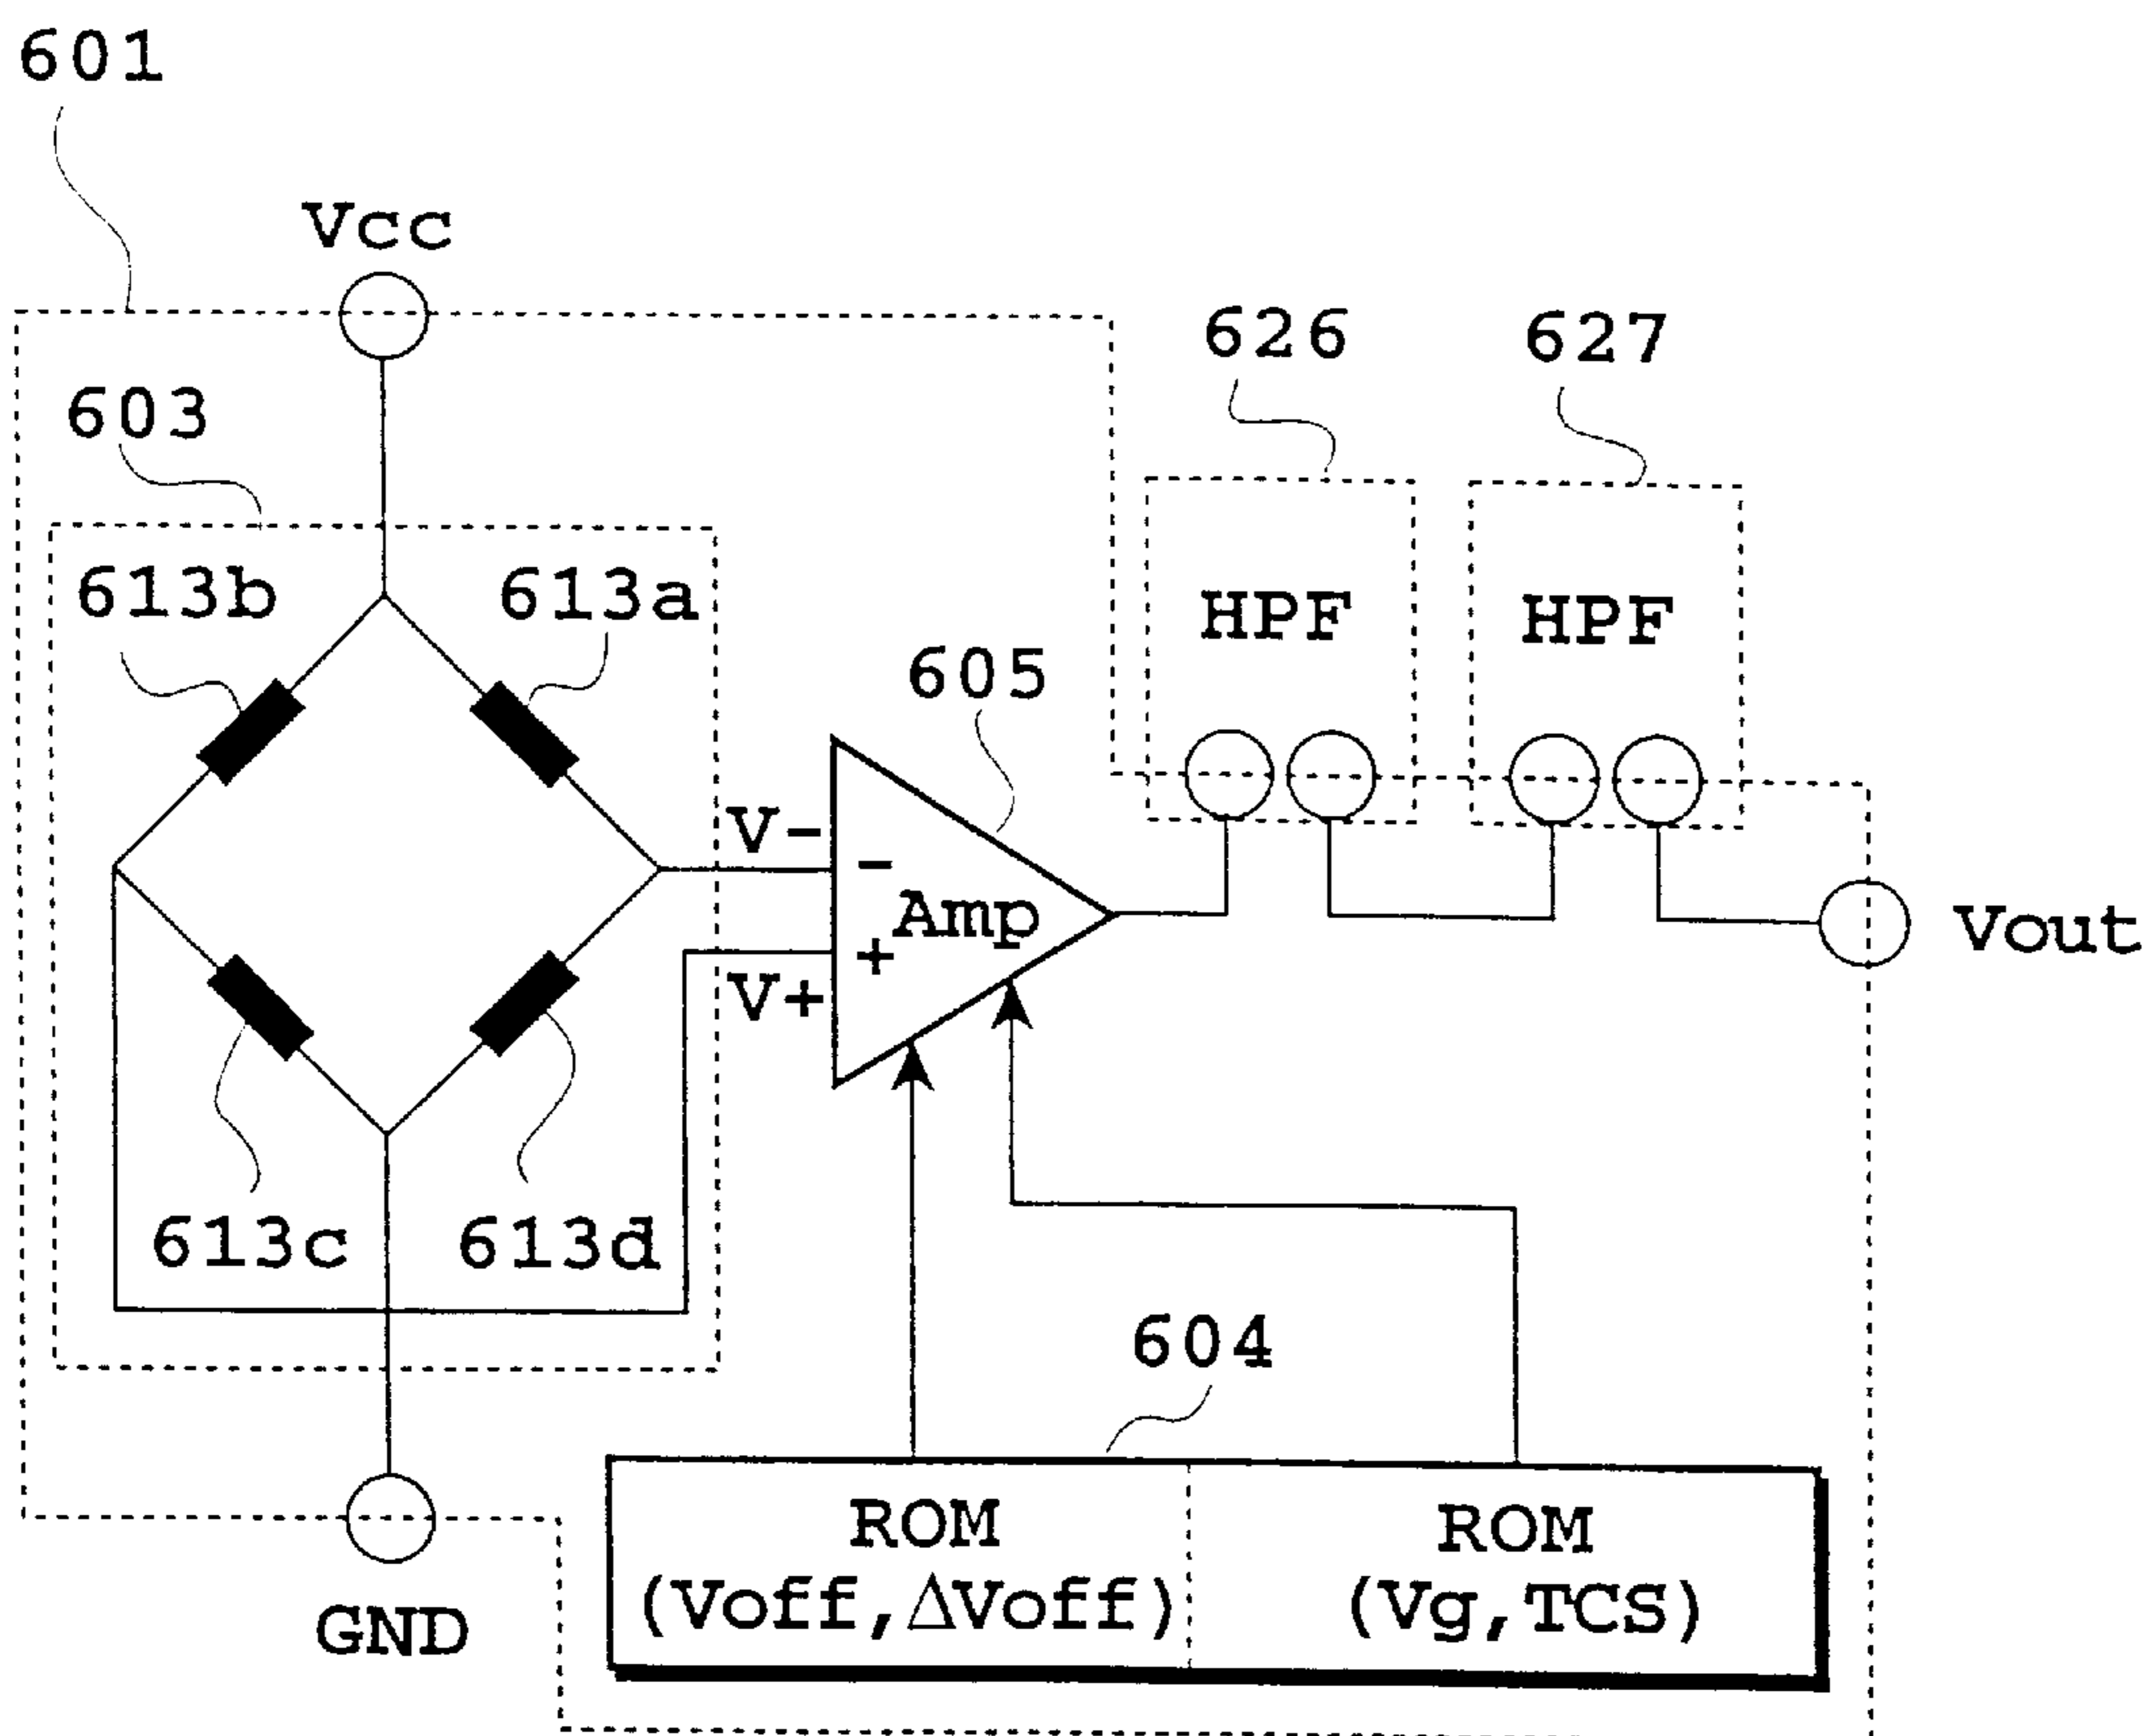 601
Vcc
626
627
603
613b
613a
HPF
HPF
605
V-
-
Amp
+
V+
Vout
613c
613d
604
ROM
(Voff,ΔVoff)
ROM
(Vg,TCS)
GND